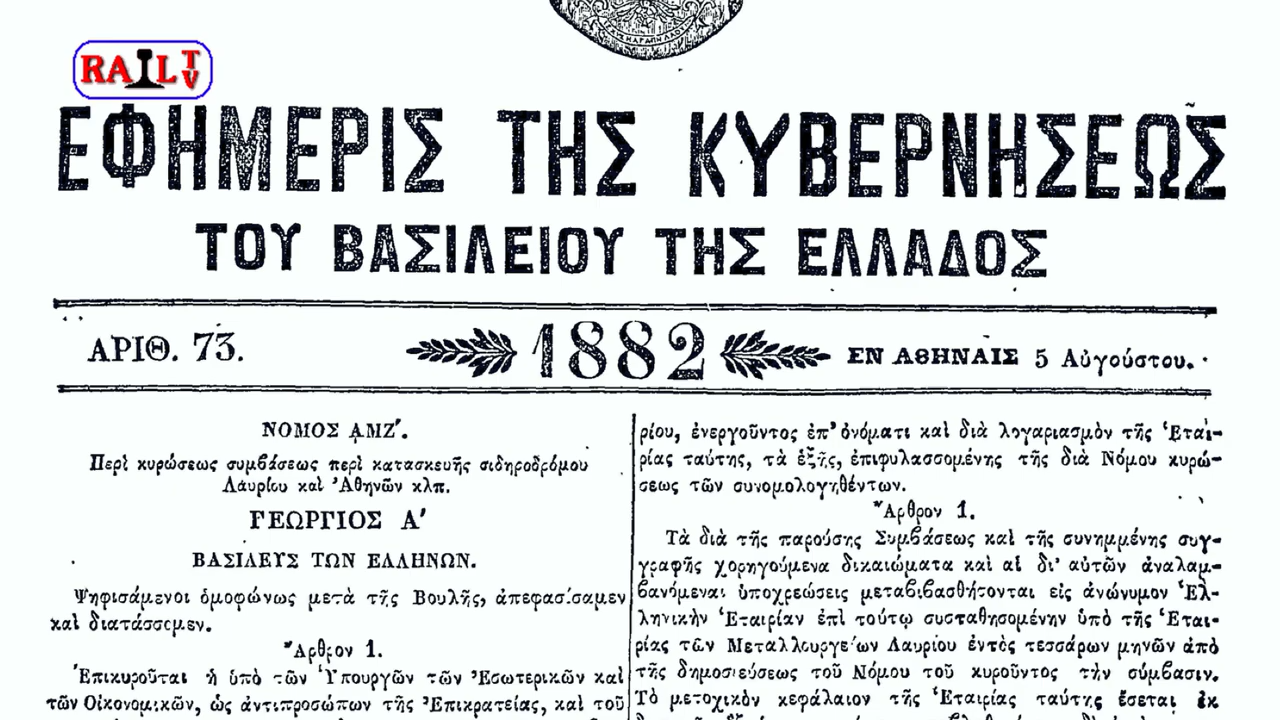 RAIL TV
ΕΦΗΜΕΡΙΣ ΤΗΣ ΚΥΒΕΡΝΗΣΕΩΣ
ΤΟΥ ΒΑΣΙΛΕΙΟΥ ΤΗΣ ΕΛΛΑΔΟΣ
ΑΡΙΘ. 73.
1882
ΕΝ ΑΘΗΝΑΙΣ 5 Αὐγούστου.
ΝΟΜΟΣ ͵ΑΜΖʹ.
Περὶ κυρώσεως συμβάσεως περὶ κατασκευῆς σιδηροδρόμου
Λαυρίου καὶ Ἀθηνῶν κλπ.
ΓΕΩΡΓΙΟΣ Αʹ
ΒΑΣΙΛΕΥΣ ΤΩΝ ΕΛΛΗΝΩΝ.
Ψηφισάμενοι ὁμοφώνως μετὰ τῆς Βουλῆς, ἀπεφασίσαμεν
καὶ διατάσσομεν.
Ἄρθρον 1.
Ἐπικυροῦται ἡ ὑπὸ τῶν Ὑπουργῶν τῶν Ἐσωτερικῶν καὶ
τῶν Οἰκονομικῶν, ὡς ἀντιπροσώπων τῆς Ἐπικρατείας, καὶ τοῦ
ρίου, ἐνεργοῦντος ἐπ' ὀνόματι καὶ διὰ λογαριασμὸν τῆς Ἑται-
ρίας ταύτης, τὰ ἑξῆς, ἐπιφυλασσομένης τῆς διὰ Νόμου κυρώ-
σεως τῶν συνομολογηθέντων.
Ἄρθρον 1.
Τὰ διὰ τῆς παρούσης Συμβάσεως καὶ τῆς συνημμένης συγ-
γραφῆς χορηγούμενα δικαιώματα καὶ αἱ δι' αὐτῶν ἀναλαμ-
βανόμεναι ὑποχρεώσεις μεταβιβασθήσονται εἰς ἀνώνυμον Ἑλ-
ληνικὴν Ἑταιρίαν ἐπὶ τούτῳ συσταθησομένην ὑπὸ τῆς Ἑται-
ρίας τῶν Μεταλλουργείων Λαυρίου ἐντὸς τεσσάρων μηνῶν ἀπὸ
τῆς δημοσιεύσεως τοῦ Νόμου τοῦ κυροῦντος τὴν σύμβασιν.
Τὸ μετοχικὸν κεφάλαιον τῆς Ἑταιρίας ταύτης ἔσεται ἐκ